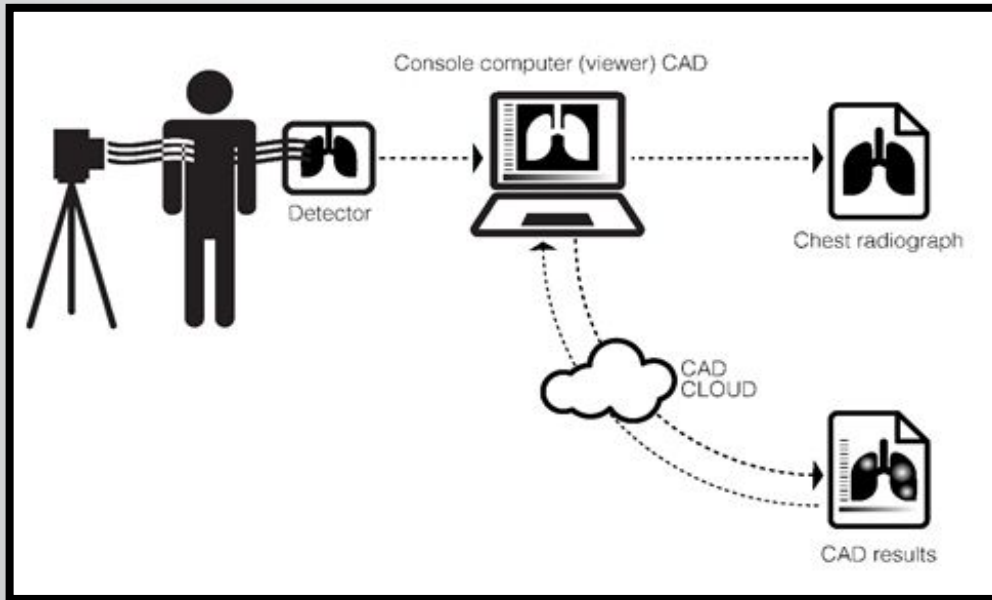 Console computer (viewer) CAD
Detector
Chest radiograph
CAD
CLOUD
CAD results